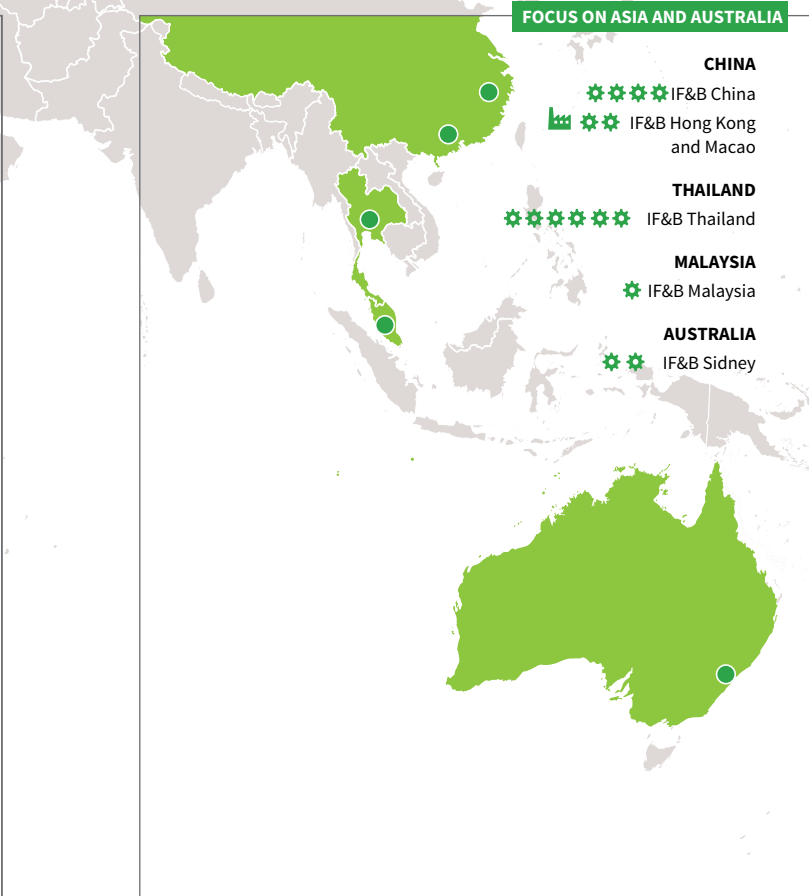 FOCUS ON ASIA AND AUSTRALIA
CHINA
IF&B China
IF&B Hong Kong
and Macao
THAILAND
IF&B Thailand
MALAYSIA
IF&B Malaysia
AUSTRALIA
IF&B Sidney